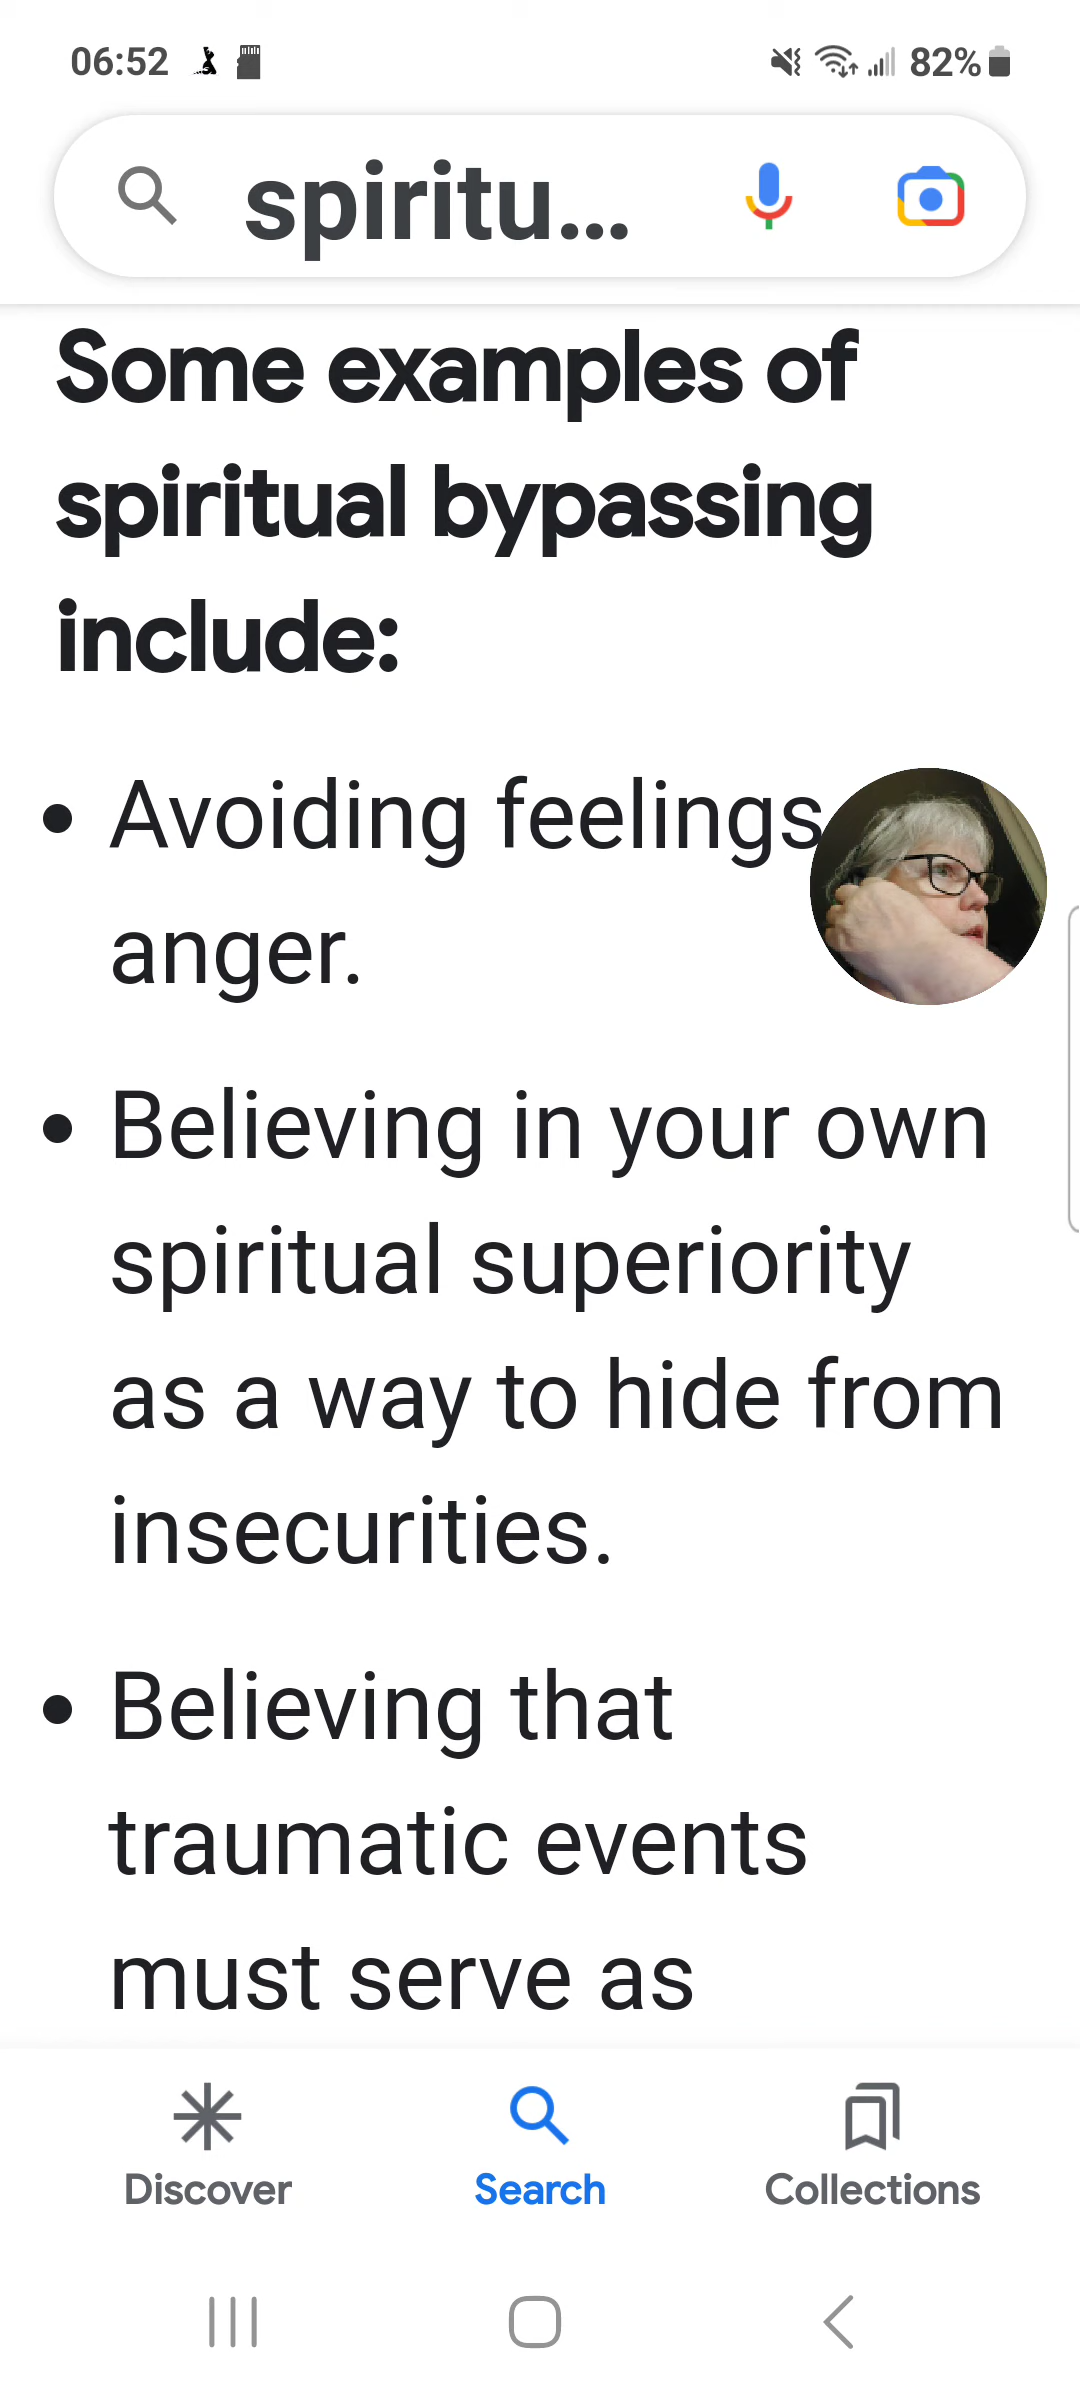 06:52 82%
spiritu...
Some examples of
spiritual bypassing
include:
• Avoiding feelings
anger.
• Believing in your own
spiritual superiority
as a way to hide from
insecurities.
• Believing that
traumatic events
must serve as
Discover Search Collections